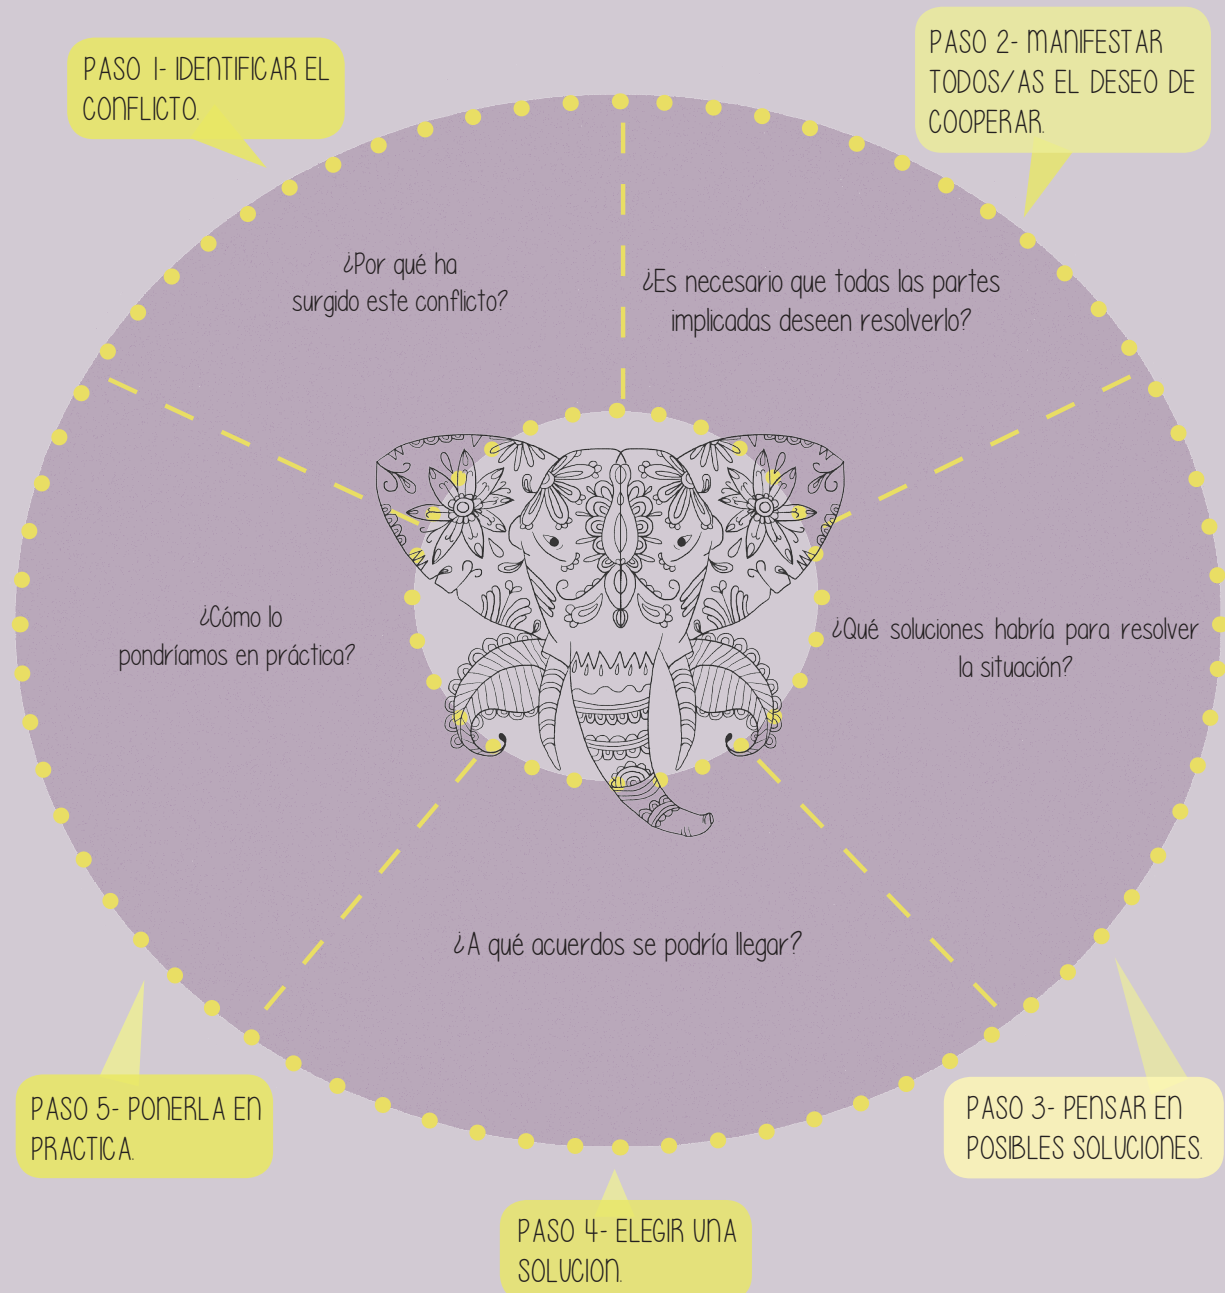 PASO 1- IDENTIFICAR EL
CONFLICTO.
PASO 2- MANIFESTAR
TODOS/AS EL DESEO DE
COOPERAR.
¿Por qué ha
surgido este conflicto?
¿Es necesario que todas las partes
implicadas deseen resolverlo?
¿Cómo lo
pondríamos en práctica?
¿Qué soluciones habría para resolver
la situación?
¿A qué acuerdos se podría llegar?
PASO 5- PONERLA EN
PRACTICA.
PASO 3- PENSAR EN
POSIBLES SOLUCIONES.
PASO 4- ELEGIR UNA
SOLUCION.